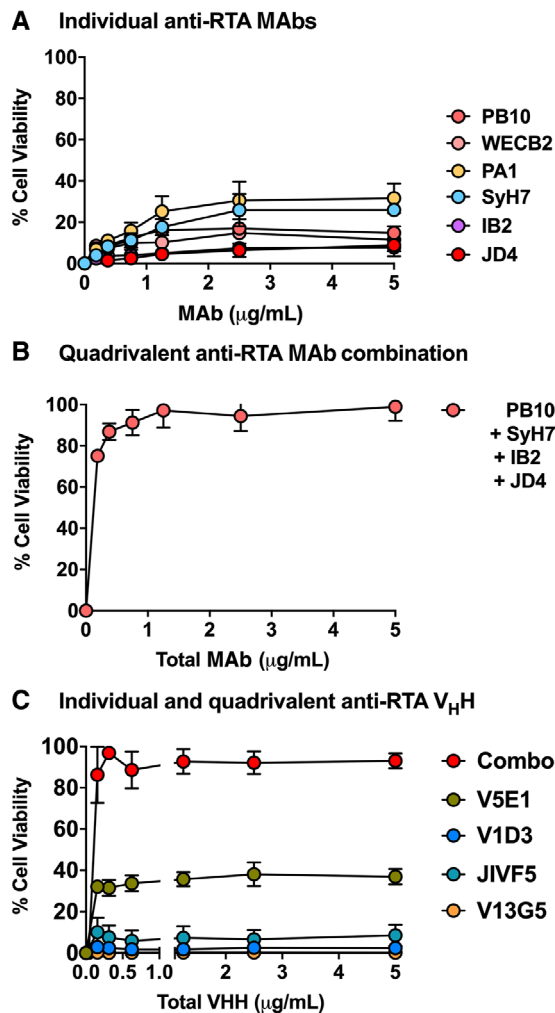 A Individual anti-RTA MAbs
100
80
60
40
20
0
% Cell Viability
0 1 2 3 4 5
MAb (μg/mL)
PB10
WECB2
PA1
SyH7
IB2
JD4
B Quadrivalent anti-RTA MAb combination
100
80
60
40
20
0
% Cell Viability
0 1 2 3 4 5
Total MAb (μg/mL)
PB10
+ SyH7
+ IB2
+ JD4
C Individual and quadrivalent anti-RTA VHH
100
80
60
40
20
0
% Cell Viability
0.0 0.5 1.0 2 3 4 5
Total VHH (μg/mL)
Combo
V5E1
V1D3
JIVF5
V13G5